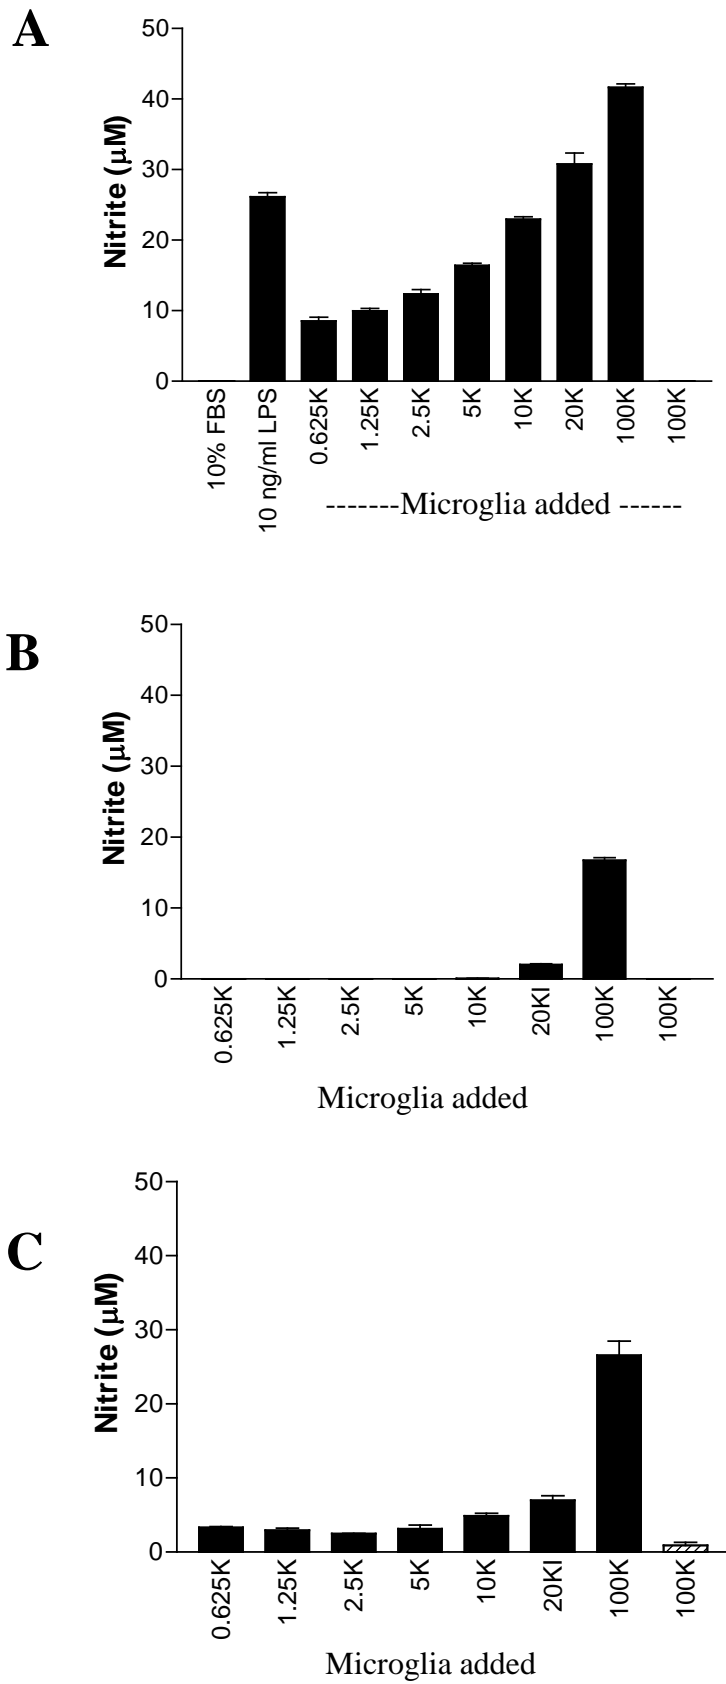 A
Nitrite (μM)
50
40
30
20
10
0
10% FBS
10 ng/ml LPS
0.625K
1.25K
2.5K
5K
10K
20K
100K
100K
-------Microglia added ------
B
Nitrite (μM)
50
40
30
20
10
0
0.625K
1.25K
2.5K
5K
10K
20KI
100K
100K
Microglia added
C
Nitrite (μM)
50
40
30
20
10
0
0.625K
1.25K
2.5K
5K
10K
20KI
100K
100K
Microglia added